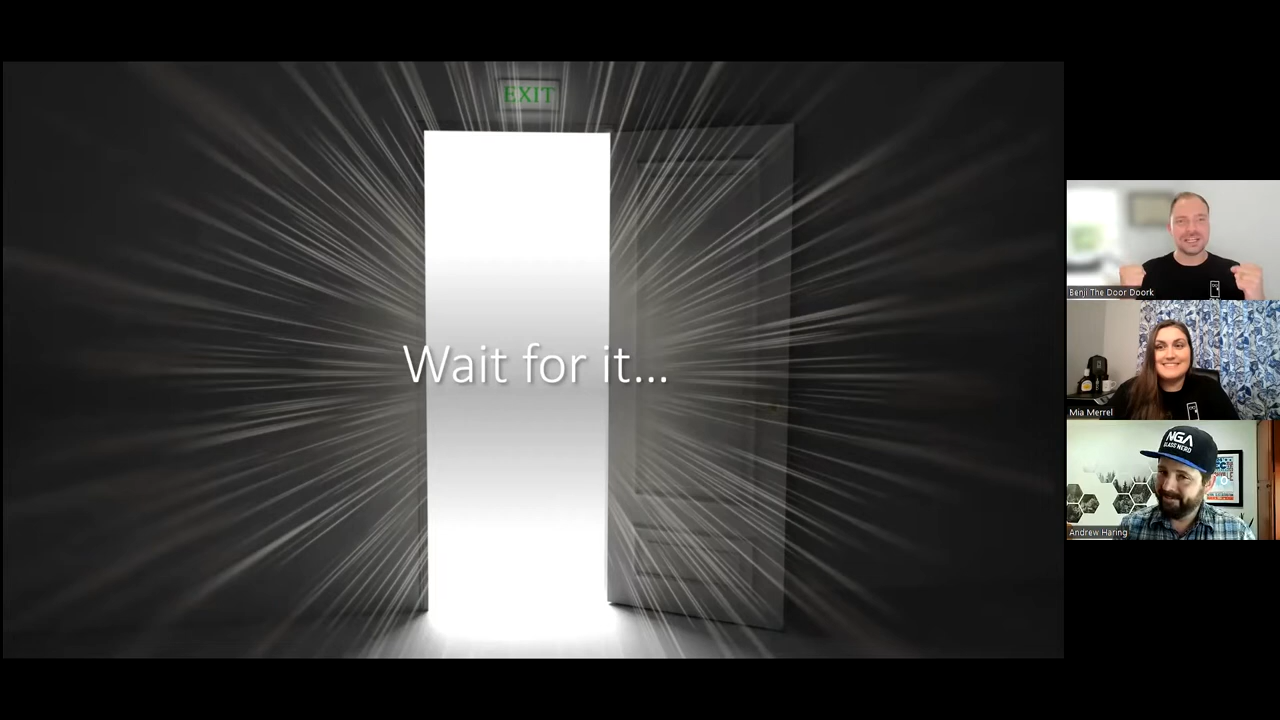 EXIT
Wait for it...
Benji The Door Doork
Mia Merrel
NGA
GLASS NERD
Andrew Haring